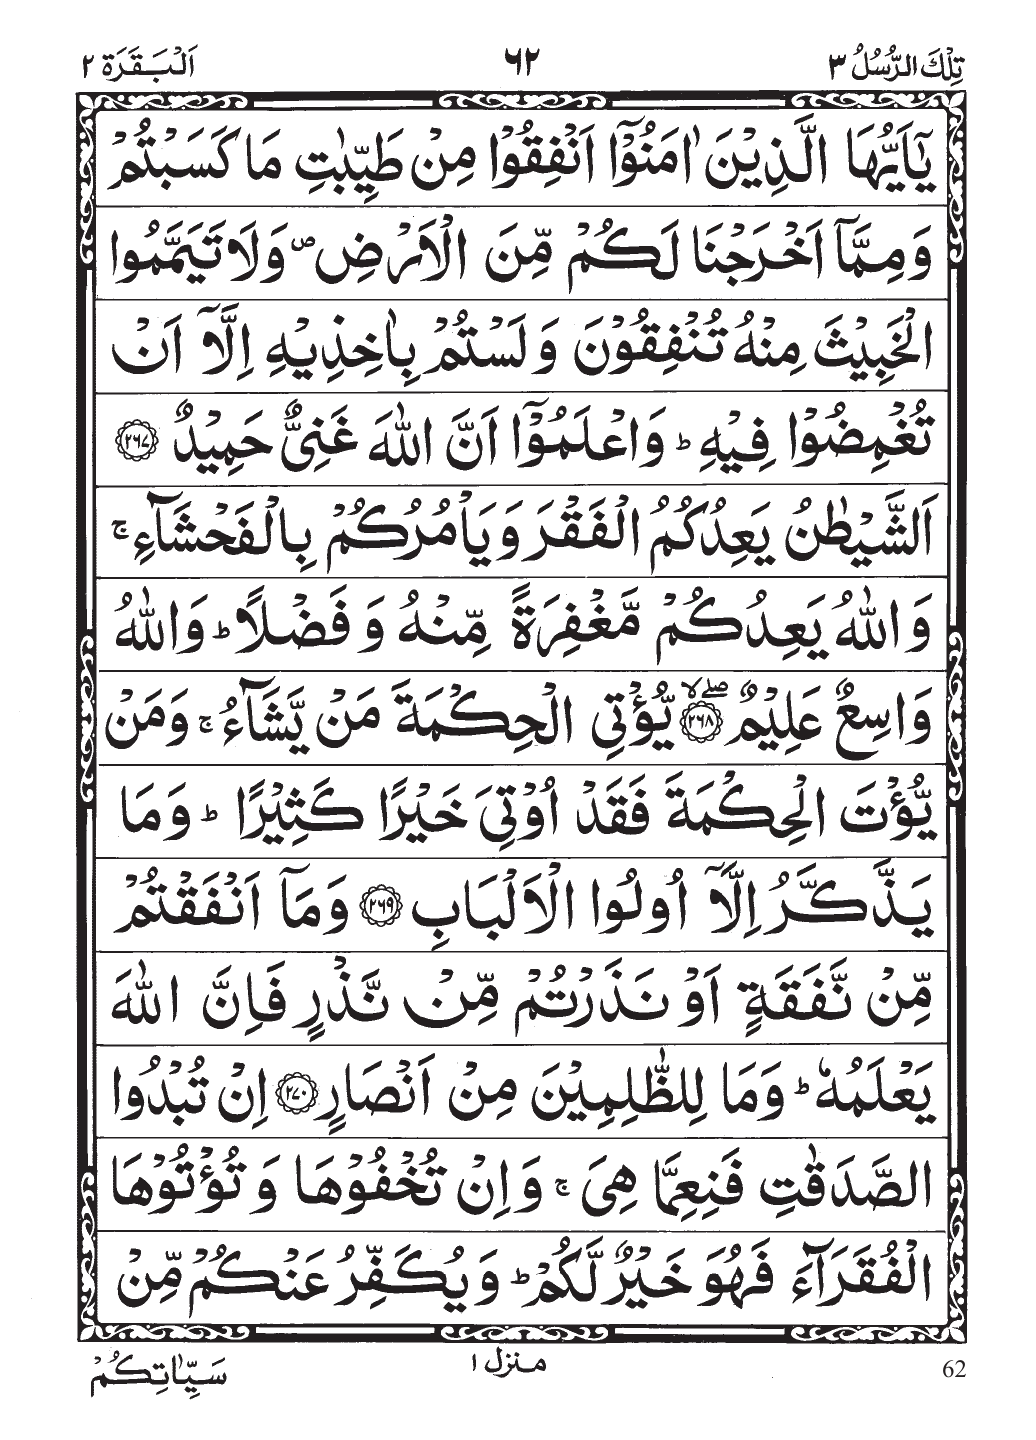 تِلْكَ الرُّسُلُ ٣
٦٢
اَلْبَقَرَة ٢
يٰٓاَيُّهَا الَّذِيْنَ اٰمَنُوْٓا اَنْفِقُوْا مِنْ طَيِّبٰتِ مَا كَسَبْتُمْ
وَمِمَّآ اَخْرَجْنَا لَكُمْ مِّنَ الْاَرْضِ ۪ وَلَا تَيَمَّمُوا
الْخَبِيْثَ مِنْهُ تُنْفِقُوْنَ وَلَسْتُمْ بِاٰخِذِيْهِ اِلَّآ اَنْ
تُغْمِضُوْا فِيْهِ ؕ وَاعْلَمُوْٓا اَنَّ اللّٰهَ غَنِيٌّ حَمِيْدٌ ﴿٢٦٧﴾
اَلشَّيْطٰنُ يَعِدُكُمُ الْفَقْرَ وَيَاْمُرُكُمْ بِالْفَحْشَآءِ ۚ
وَاللّٰهُ يَعِدُكُمْ مَّغْفِرَةً مِّنْهُ وَفَضْلًا ؕ وَاللّٰهُ
وَاسِعٌ عَلِيْمٌ ﴿٢٦٨﴾ ۖۙ يُّؤْتِي الْحِكْمَةَ مَنْ يَّشَآءُ ۚ وَمَنْ
يُّؤْتَ الْحِكْمَةَ فَقَدْ اُوْتِيَ خَيْرًا كَثِيْرًا ؕ وَمَا
يَذَّكَّرُ اِلَّآ اُولُوا الْاَلْبَابِ ﴿٢٦٩﴾ وَمَآ اَنْفَقْتُمْ
مِّنْ نَّفَقَةٍ اَوْ نَذَرْتُمْ مِّنْ نَّذْرٍ فَاِنَّ اللّٰهَ
يَعْلَمُهٗ ؕ وَمَا لِلظّٰلِمِيْنَ مِنْ اَنْصَارٍ ﴿٢٧٠﴾ اِنْ تُبْدُوا
الصَّدَقٰتِ فَنِعِمَّا هِيَ ۚ وَاِنْ تُخْفُوْهَا وَتُؤْتُوْهَا
الْفُقَرَآءَ فَهُوَ خَيْرٌ لَّكُمْ ؕ وَيُكَفِّرُ عَنْكُمْ مِّنْ
سَيِّاٰتِكُمْ
منزل ١
62